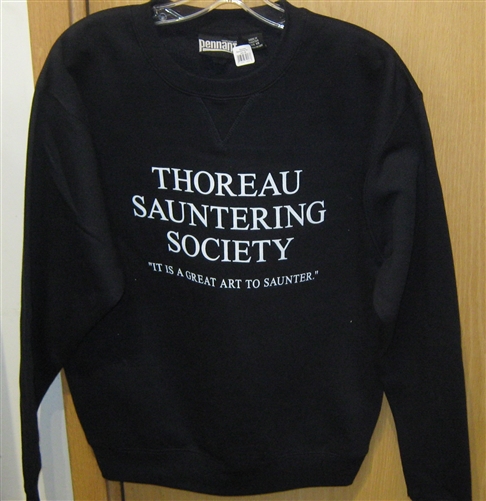 pennant
THOREAU
SAUNTERING
SOCIETY
"IT IS A GREAT ART TO SAUNTER."